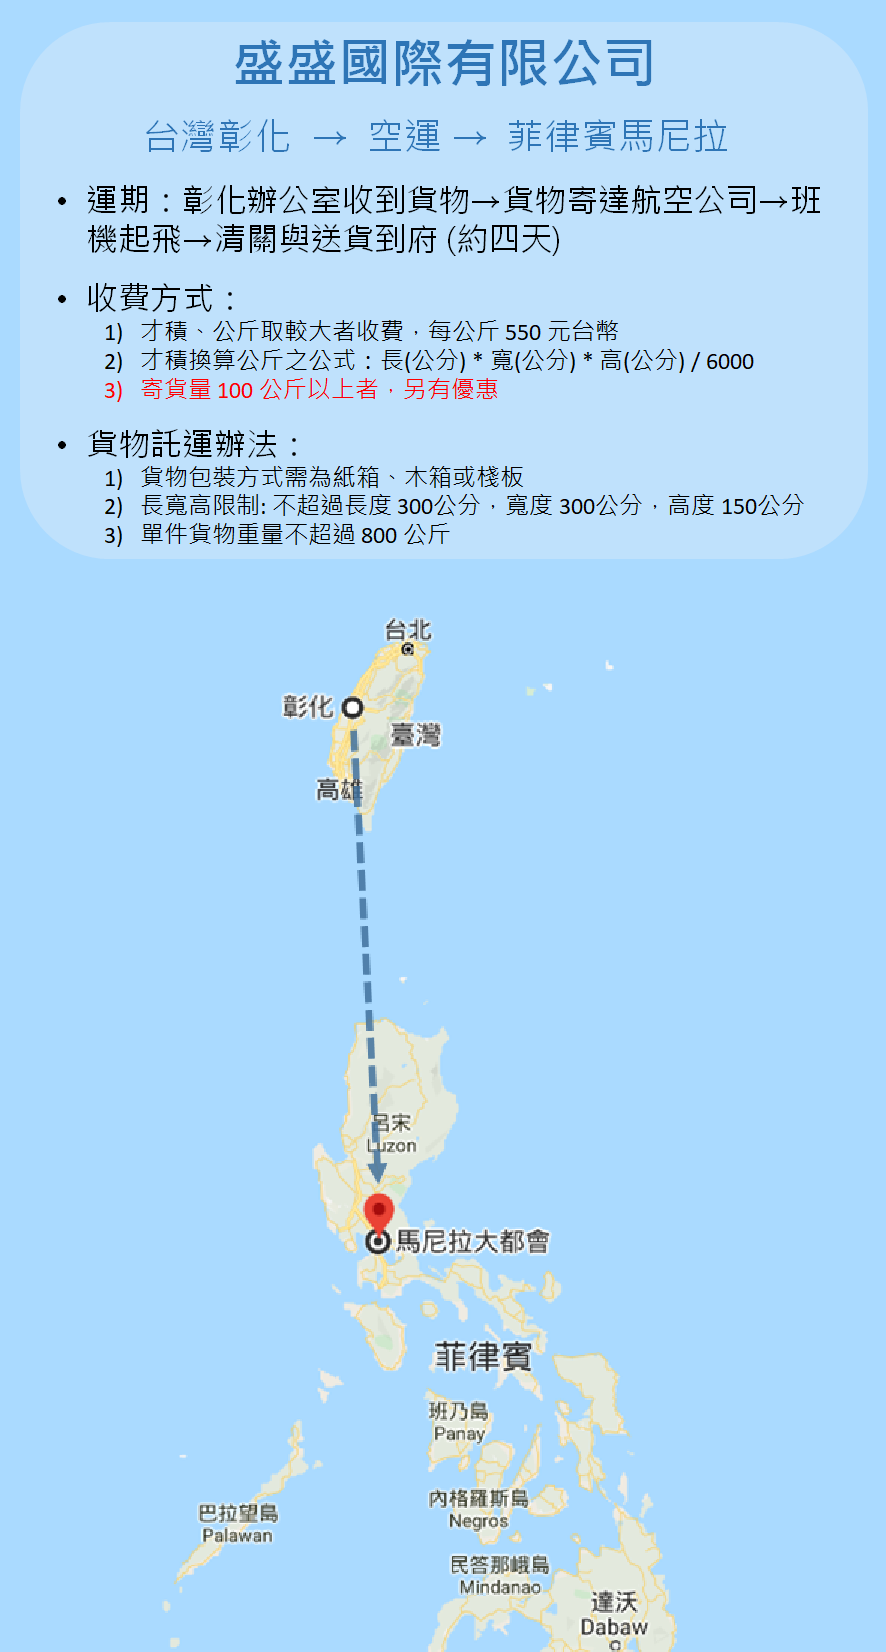 盛盛國際有限公司
台灣彰化 → 空運 → 菲律賓馬尼拉
• 運期：彰化辦公室收到貨物→貨物寄達航空公司→班
機起飛→清關與送貨到府 (約四天)
• 收費方式：
1) 才積、公斤取較大者收費，每公斤 550 元台幣
2) 才積換算公斤之公式：長(公分) * 寬(公分) * 高(公分) / 6000
3) 寄貨量 100 公斤以上者，另有優惠
• 貨物託運辦法：
1) 貨物包裝方式需為紙箱、木箱或棧板
2) 長寬高限制: 不超過長度 300公分，寬度 300公分，高度 150公分
3) 單件貨物重量不超過 800 公斤
台北
彰化
臺灣
高雄
呂宋
Luzon
馬尼拉大都會
菲律賓
班乃島
Panay
內格羅斯島
Negros
巴拉望島
Palawan
民答那峨島
Mindanao
達沃
Dabaw